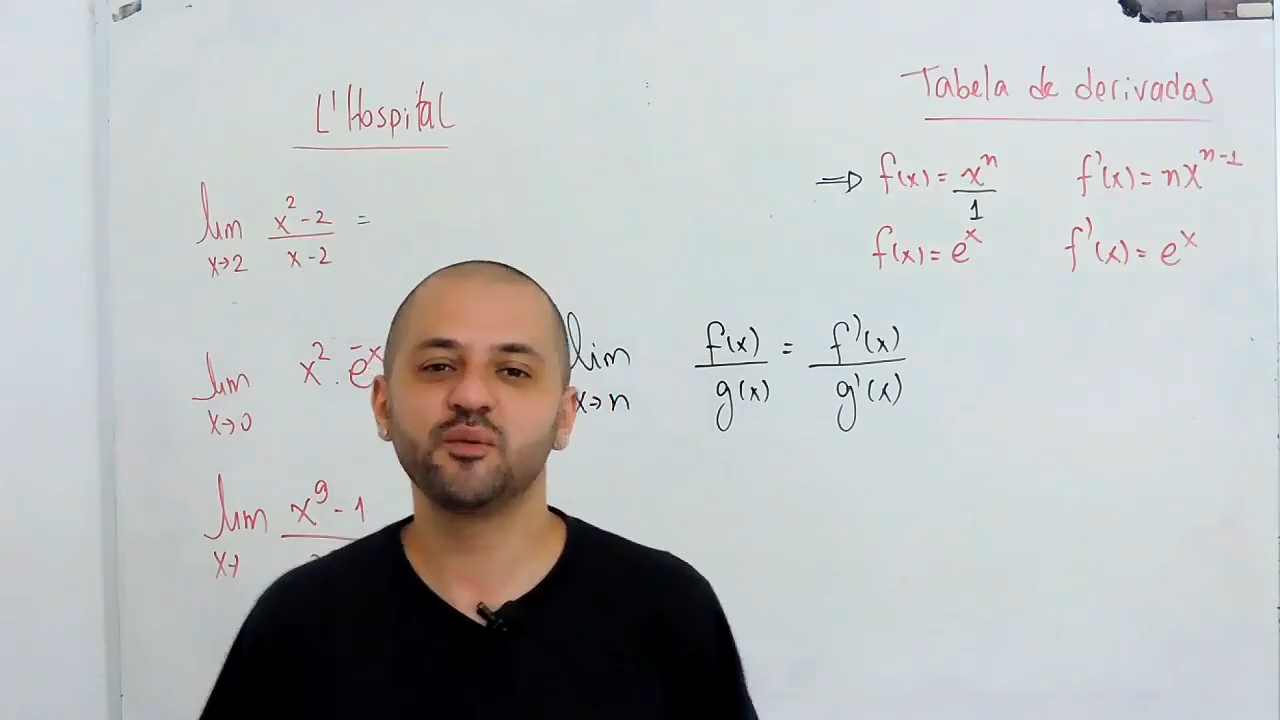 L'Hospital
lim x→2 x²-2 / x-2 =
lim x→0 x² . e⁻ˣ
lim x→ x⁹ - 1
lim x→n f(x) / g(x) = f'(x) / g'(x)
Tabela de derivadas
⇒ f(x) = xⁿ / 1 f'(x) = nxⁿ⁻¹
f(x) = eˣ f'(x) = eˣ